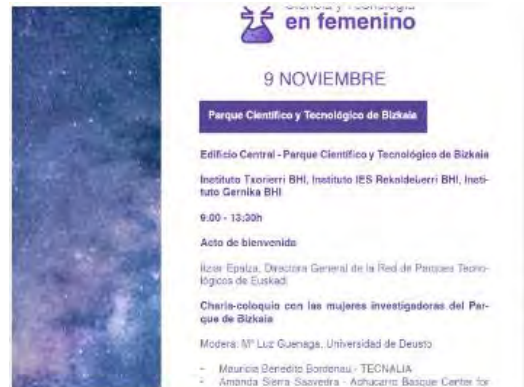 Ciencia y Tecnología
en femenino
9 NOVIEMBRE
Parque Científico y Tecnológico de Bizkaia
Edificio Central - Parque Científico y Tecnológico de Bizkaia
Instituto Txorierri BHI, Instituto IES Rekaldeberri BHI, Insti-
tuto Gernika BHI
9:00 - 13:30h
Acto de bienvenida
Itziar Epalza, Directora General de la Red de Parques Tecno-
lógicos de Euskadi
Charla-coloquio con las mujeres investigadoras del Par-
que de Bizkaia
Modera: Mª Luz Guenaga, Universidad de Deusto
- Mauricia Benedito Bordonau - TECNALIA
- Amanda Sierra Saavedra - Achucarro Basque Center for